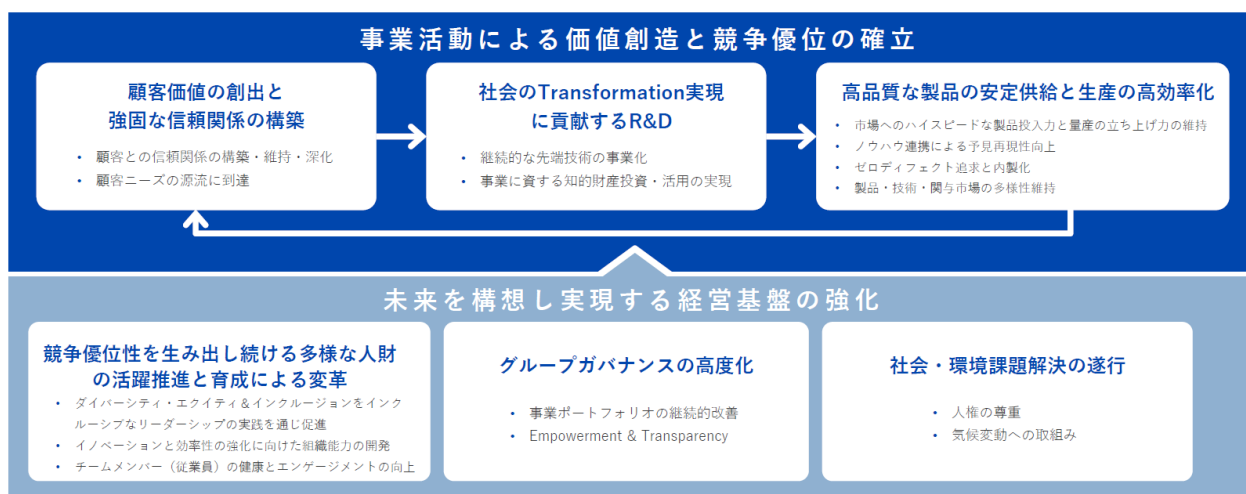 事業活動による価値創造と競争優位の確立
顧客価値の創出と
強固な信頼関係の構築
• 顧客との信頼関係の構築・維持・深化
• 顧客ニーズの源流に到達
社会のTransformation実現
に貢献するR&D
• 継続的な先端技術の事業化
• 事業に資する知的財産投資・活用の実現
高品質な製品の安定供給と生産の高効率化
• 市場へのハイスピードな製品投入力と量産の立ち上げ力の維持
• ノウハウ連携による予見再現性向上
• ゼロディフェクト追求と内製化
• 製品・技術・関与市場の多様性維持
未来を構想し実現する経営基盤の強化
競争優位性を生み出し続ける多様な人財
の活躍推進と育成による変革
• ダイバーシティ・エクイティ＆インクルージョンをインク
ルーシブなリーダーシップの実践を通じ促進
• イノベーションと効率性の強化に向けた組織能力の開発
• チームメンバー（従業員）の健康とエンゲージメントの向上
グループガバナンスの高度化
• 事業ポートフォリオの継続的改善
• Empowerment & Transparency
社会・環境課題解決の遂行
• 人権の尊重
• 気候変動への取組み